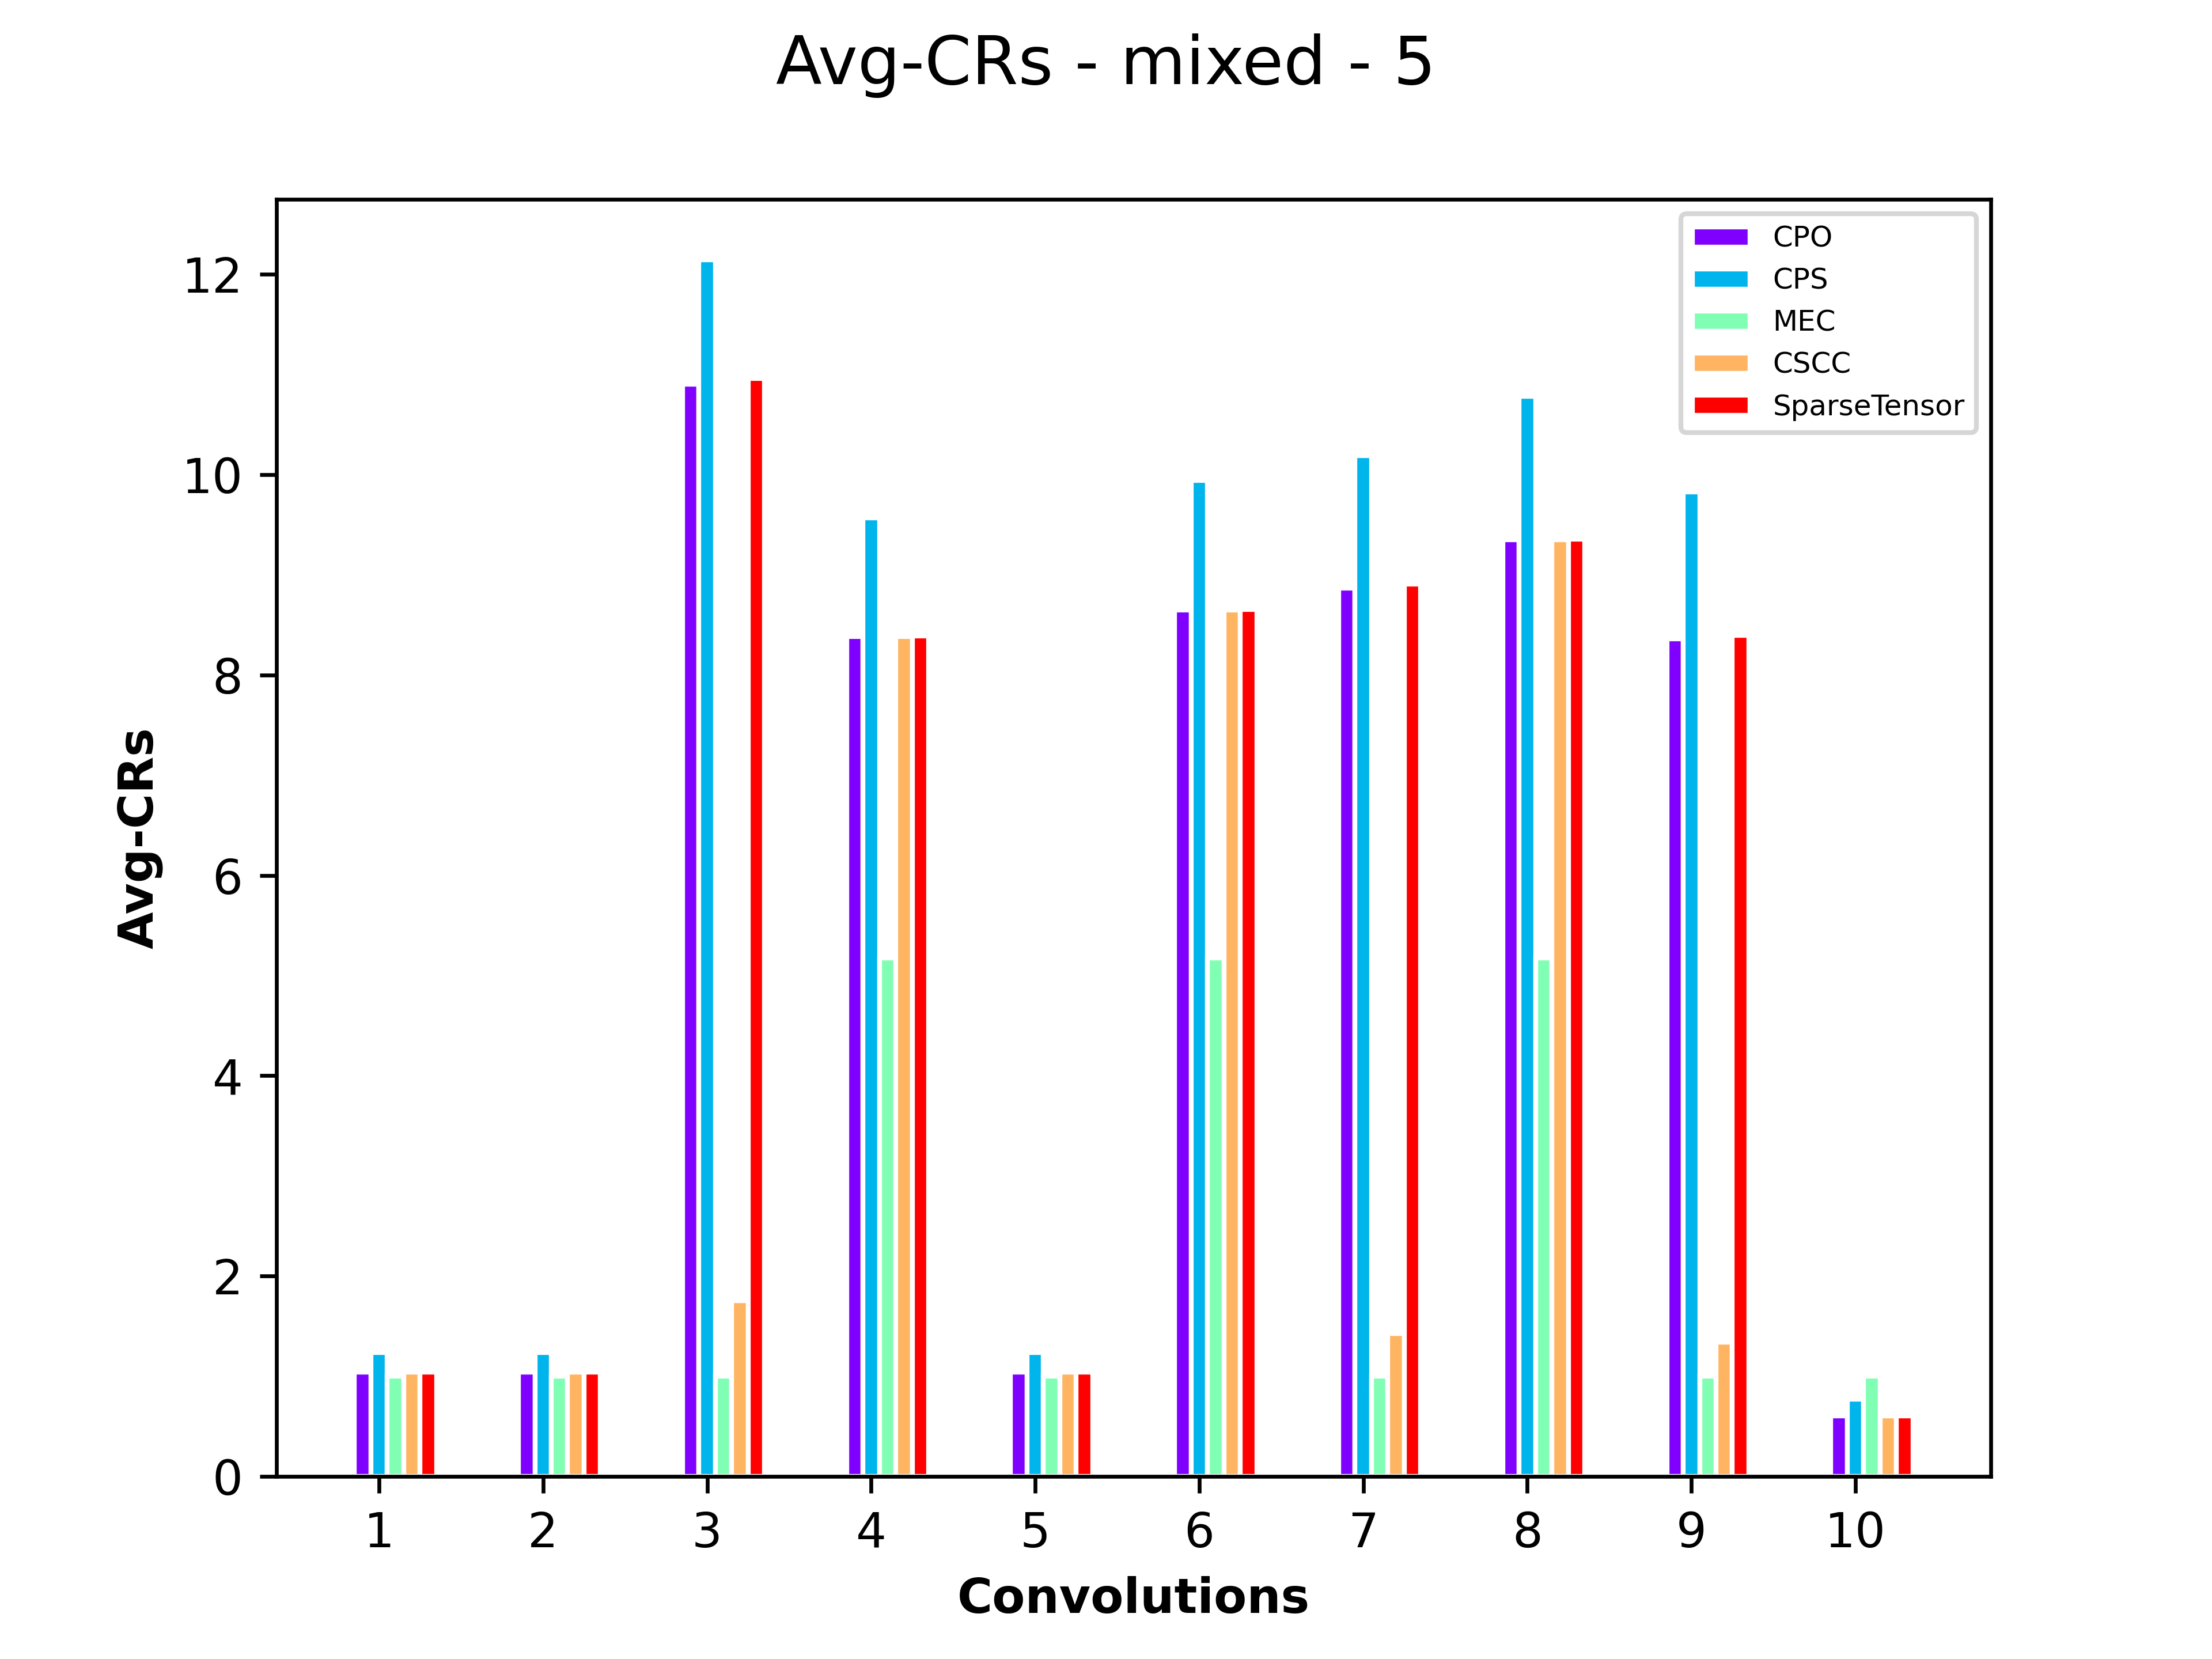 Avg-CRs - mixed - 5
CPO
CPS
MEC
CSCC
SparseTensor
12
10
8
6
4
2
0
Avg-CRs
1 2 3 4 5 6 7 8 9 10
Convolutions